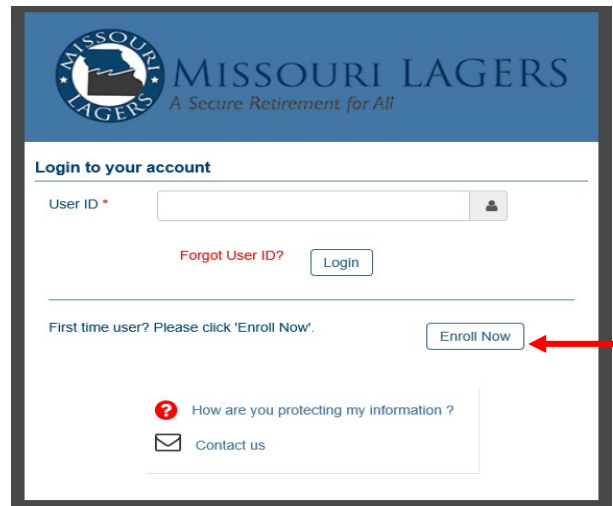 MISSOURI
LAGERS
MISSOURI LAGERS
A Secure Retirement for All
Login to your account
User ID *
Forgot User ID? Login
First time user? Please click 'Enroll Now'. Enroll Now
? How are you protecting my information ?
Contact us